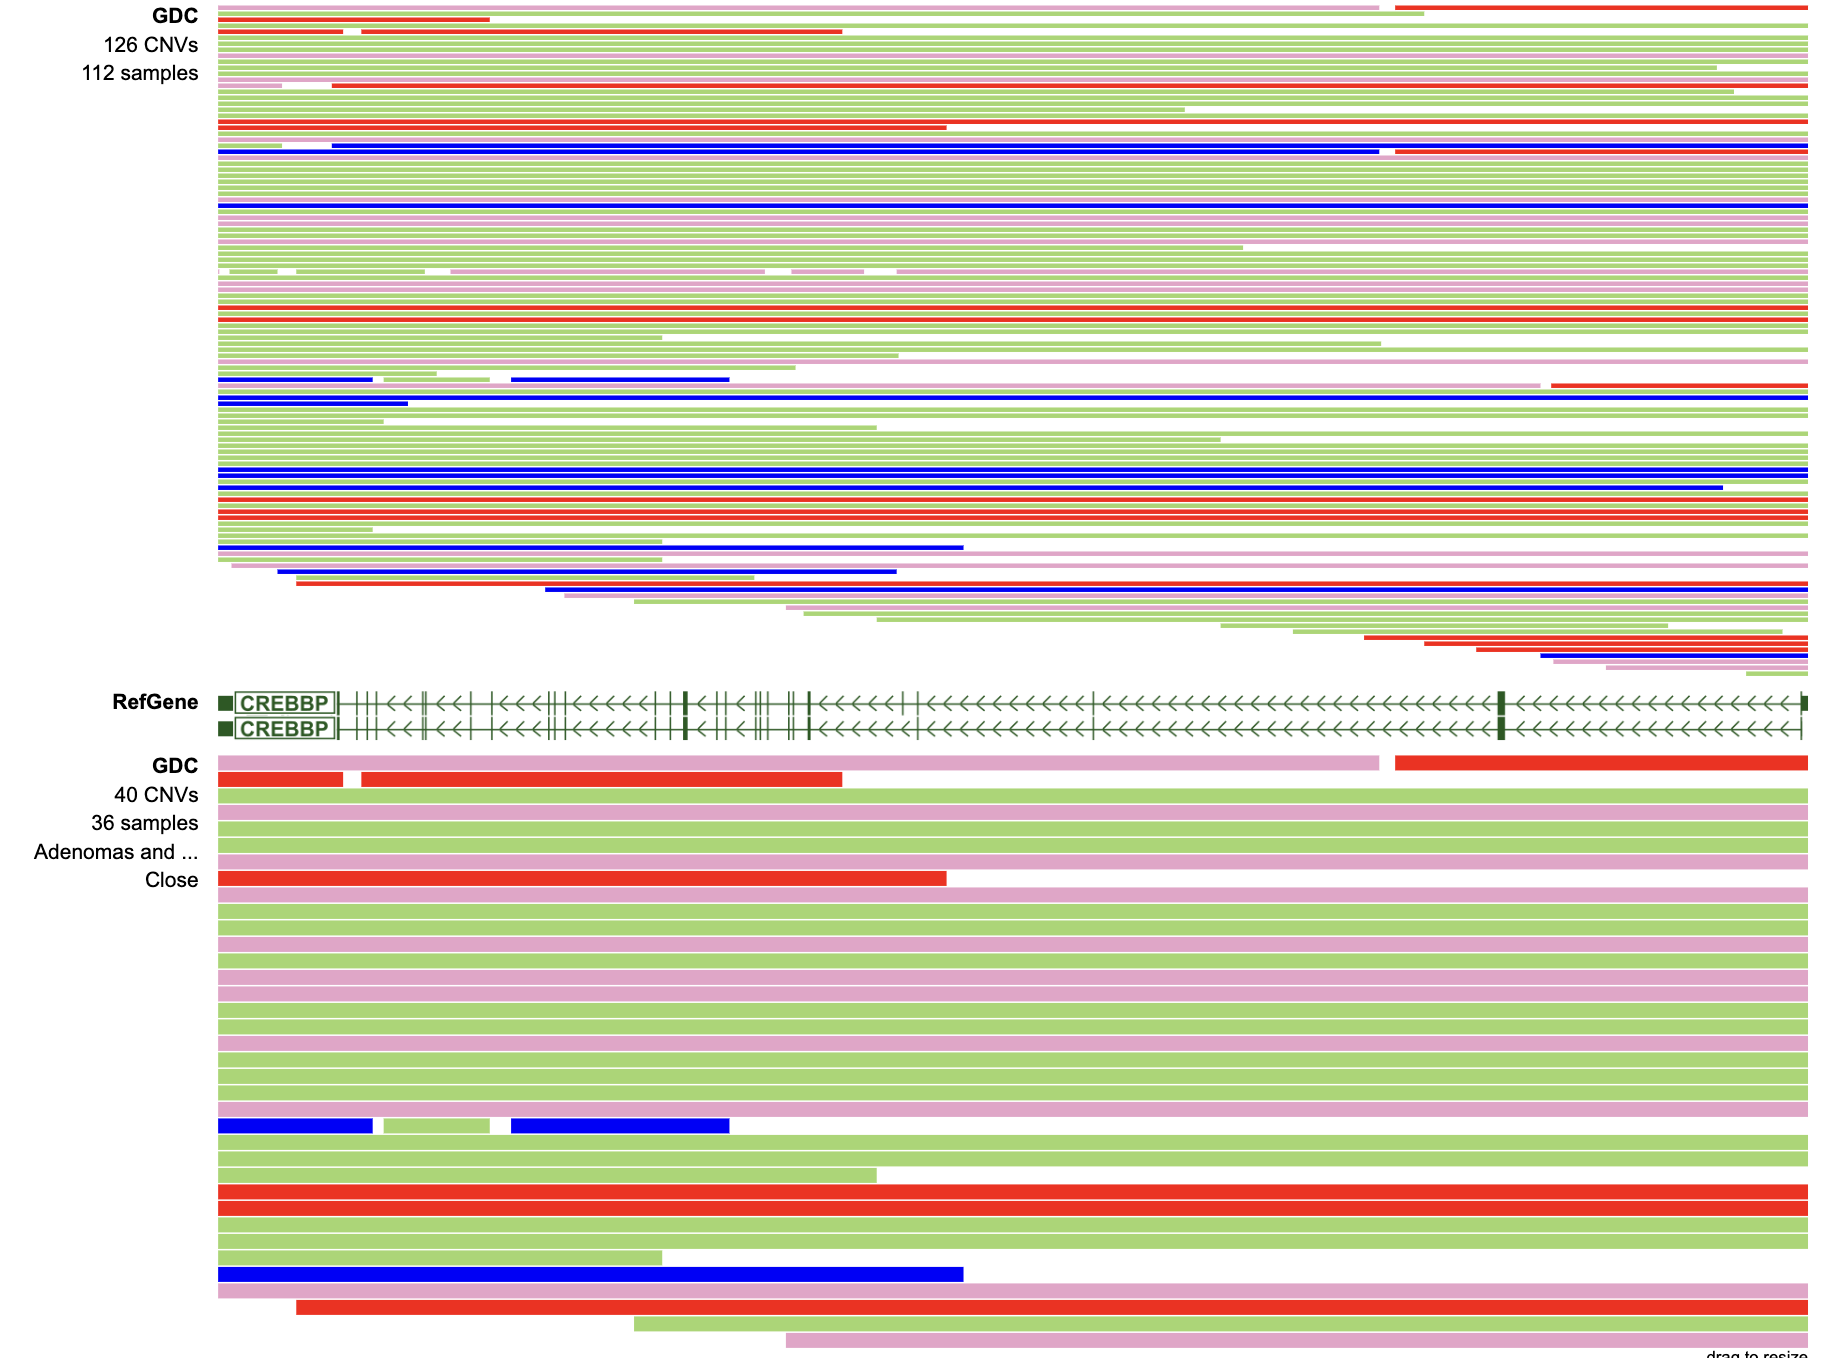 GDC
126 CNVs
112 samples
RefGene
CREBBP
CREBBP
GDC
40 CNVs
36 samples
Adenomas and ...
Close
drag to resize